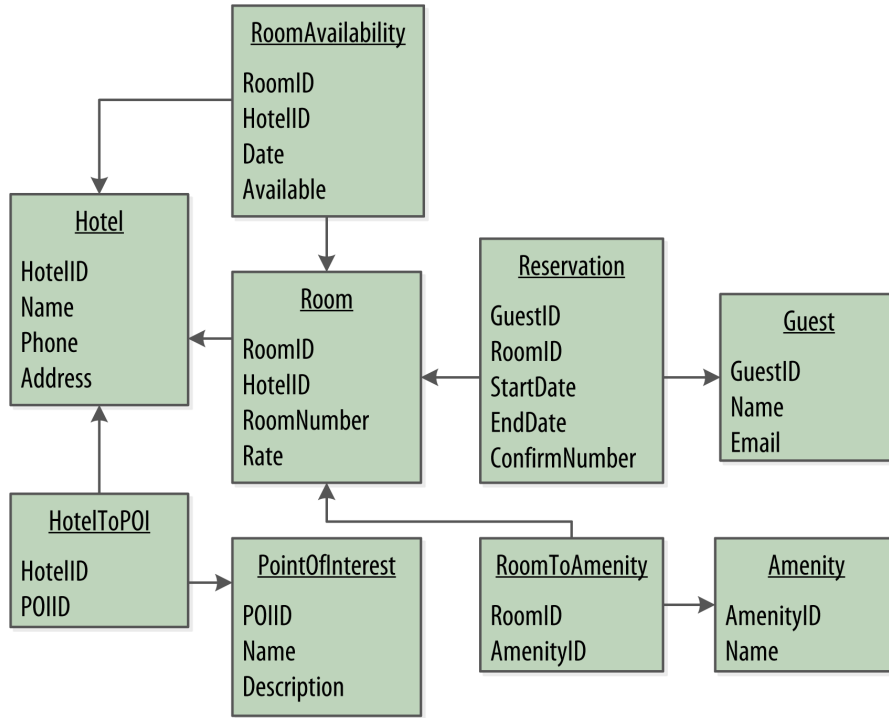 RoomAvailability
RoomID
HotelID
Date
Available
Hotel
HotelID
Name
Phone
Address
Room
RoomID
HotelID
RoomNumber
Rate
Reservation
GuestID
RoomID
StartDate
EndDate
ConfirmNumber
Guest
GuestID
Name
Email
HotelToPOI
HotelID
POIID
PointOfInterest
POIID
Name
Description
RoomToAmenity
RoomID
AmenityID
Amenity
AmenityID
Name